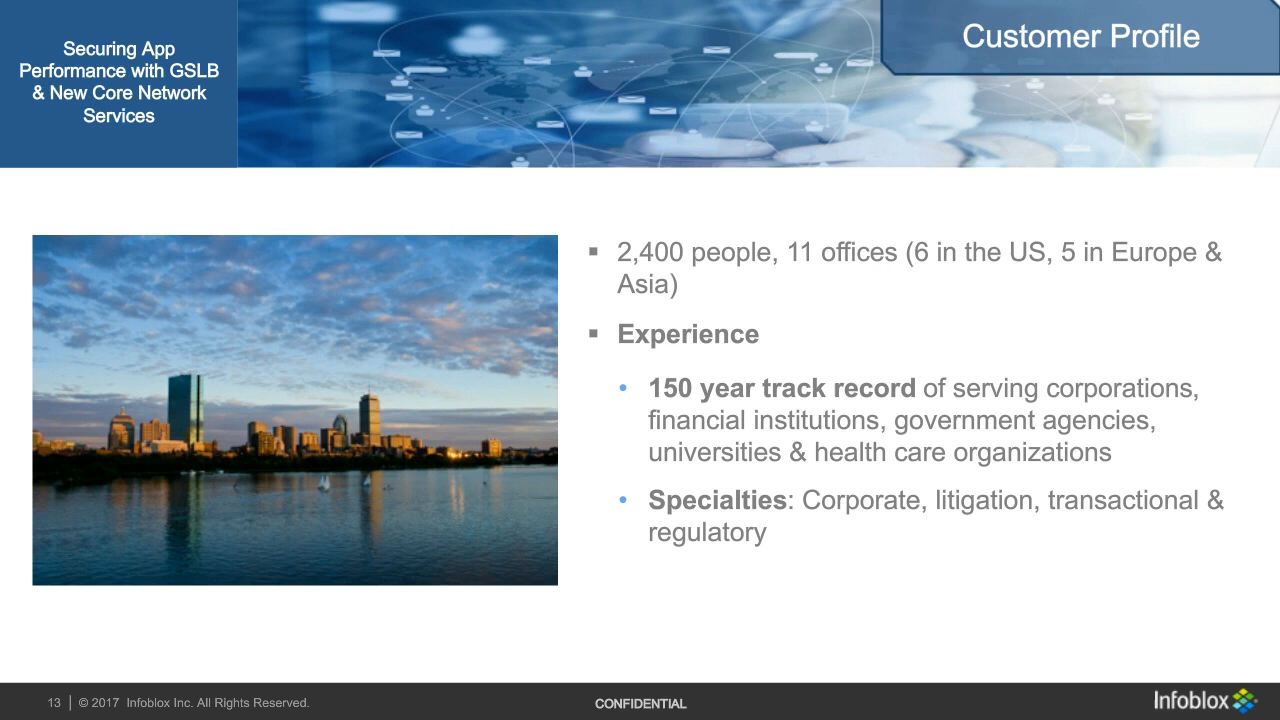 Securing App
Performance with GSLB
& New Core Network
Services
Customer Profile
▪ 2,400 people, 11 offices (6 in the US, 5 in Europe &
Asia)
▪ Experience
• 150 year track record of serving corporations,
financial institutions, government agencies,
universities & health care organizations
• Specialties: Corporate, litigation, transactional &
regulatory
13 | © 2017 Infoblox Inc. All Rights Reserved.
CONFIDENTIAL
Infoblox